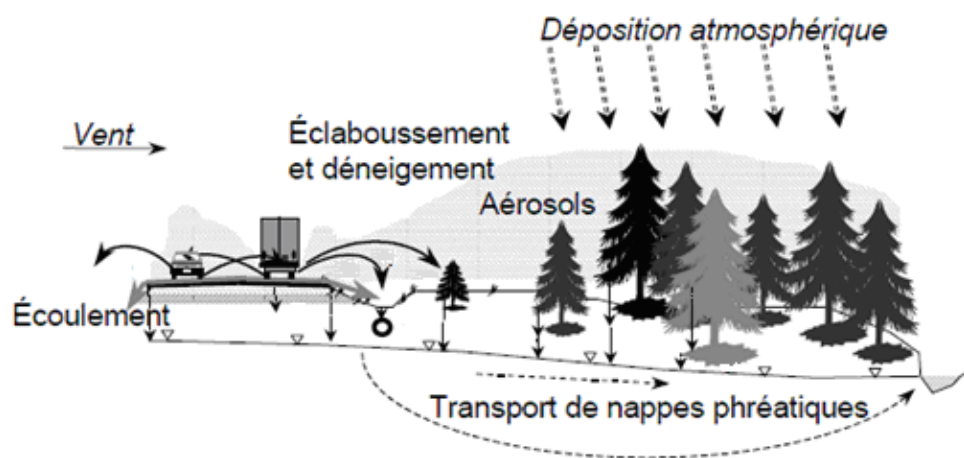 Déposition atmosphérique
Vent
Éclaboussement
et déneigement
Aérosols
Écoulement
Transport de nappes phréatiques